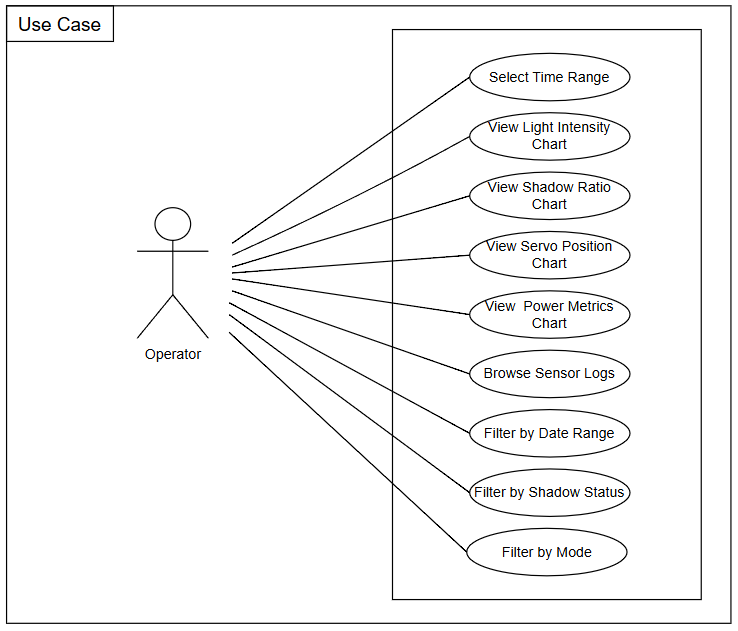 Use Case
Select Time Range
View Light Intensity
Chart
View Shadow Ratio
Chart
View Servo Position
Chart
View  Power Metrics
Chart
Operator
Browse Sensor Logs
Filter by Date Range
Filter by Shadow Status
Filter by Mode